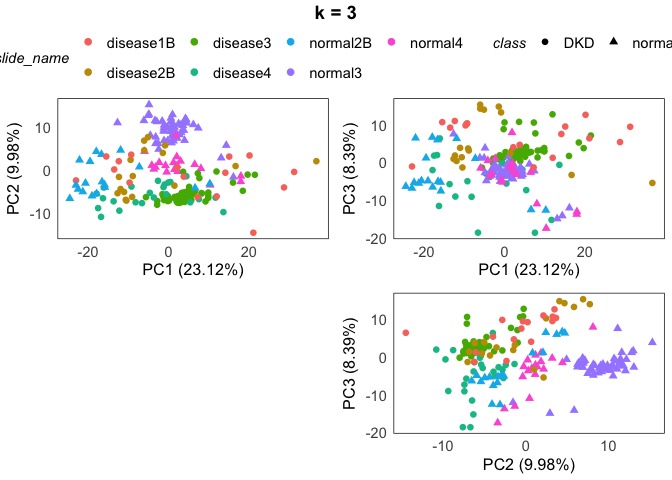 k = 3
slide_name disease1B disease3 normal2B normal4 class DKD norma
disease2B disease4 normal3
10
0
-10
PC2 (9.98%)
-20 0 20
PC1 (23.12%)
10
0
-10
-20
PC3 (8.39%)
-20 0 20
PC1 (23.12%)
10
0
-10
-20
PC3 (8.39%)
-10 0 10
PC2 (9.98%)